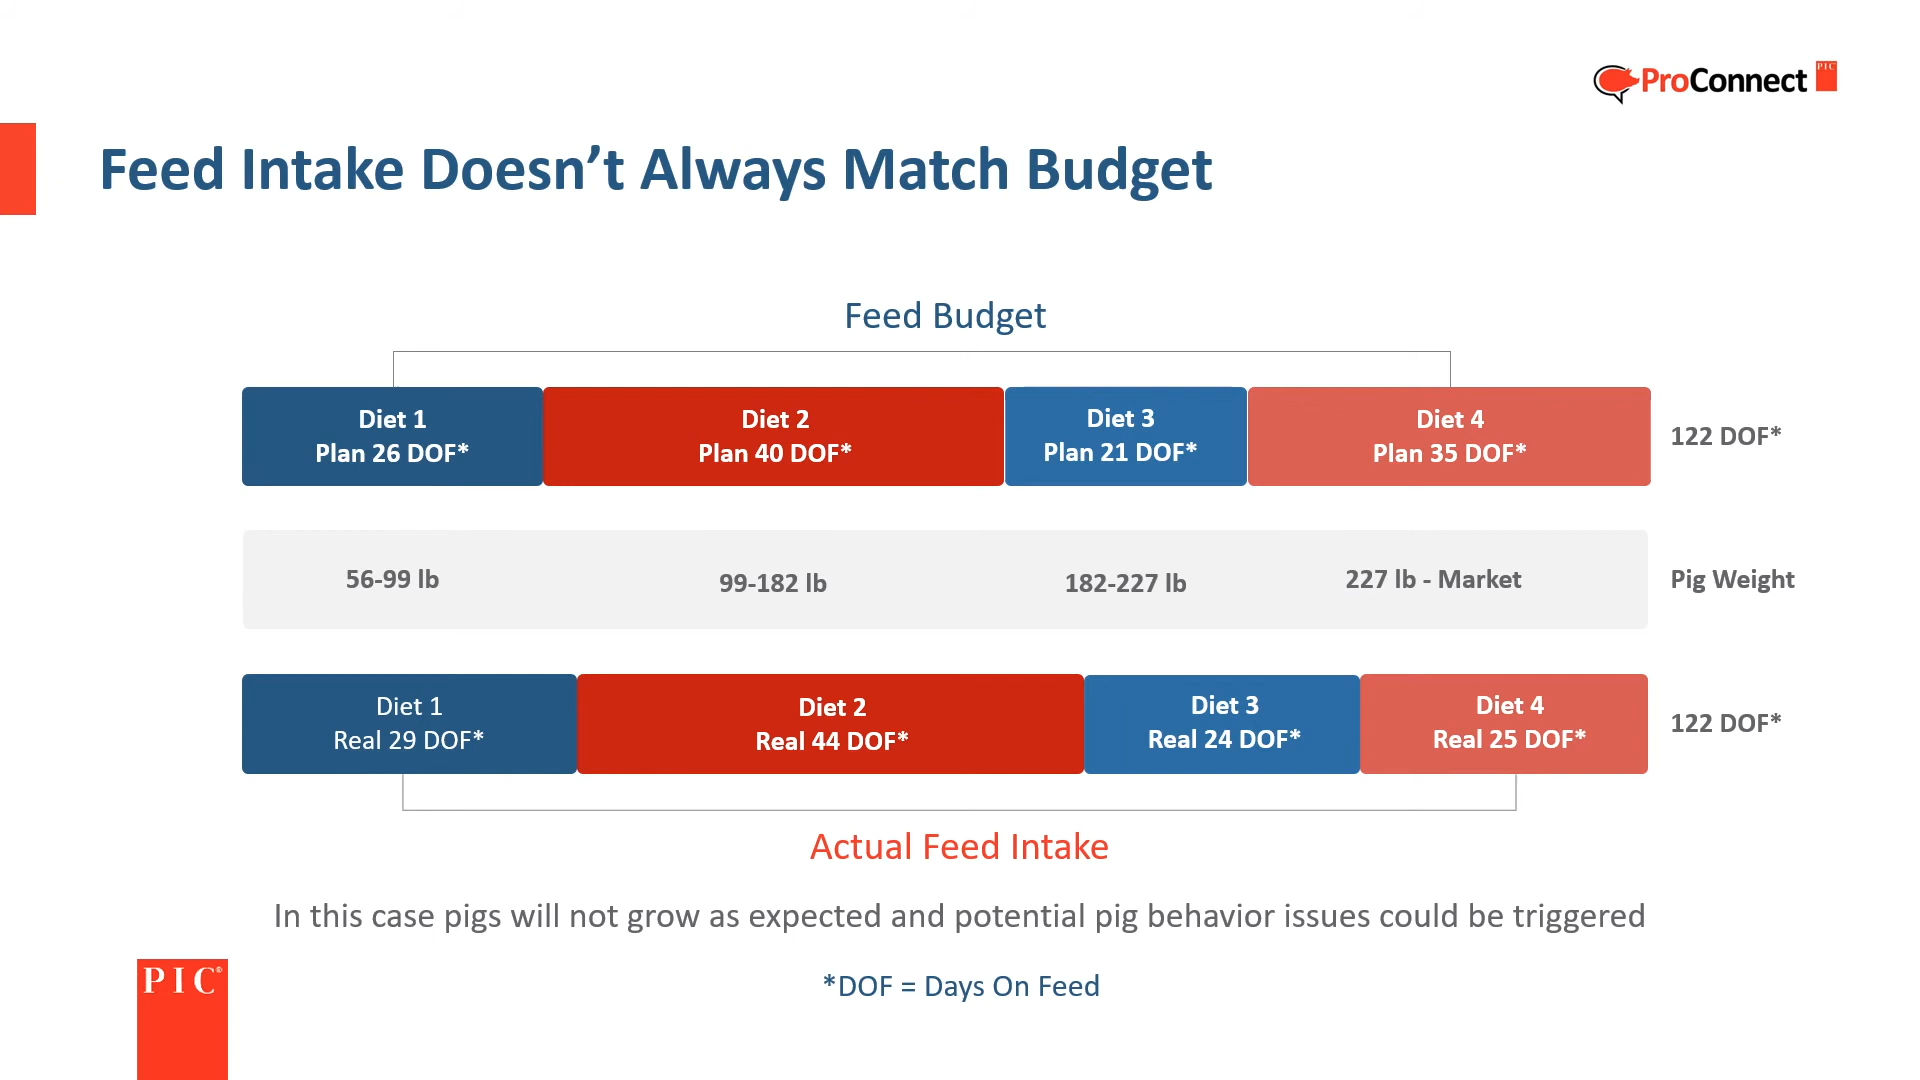 ProConnect PIC
Feed Intake Doesn’t Always Match Budget
Feed Budget
Diet 1
Plan 26 DOF*
Diet 2
Plan 40 DOF*
Diet 3
Plan 21 DOF*
Diet 4
Plan 35 DOF*
122 DOF*
56-99 lb
99-182 lb
182-227 lb
227 lb - Market
Pig Weight
Diet 1
Real 29 DOF*
Diet 2
Real 44 DOF*
Diet 3
Real 24 DOF*
Diet 4
Real 25 DOF*
122 DOF*
Actual Feed Intake
In this case pigs will not grow as expected and potential pig behavior issues could be triggered
PIC®
*DOF = Days On Feed